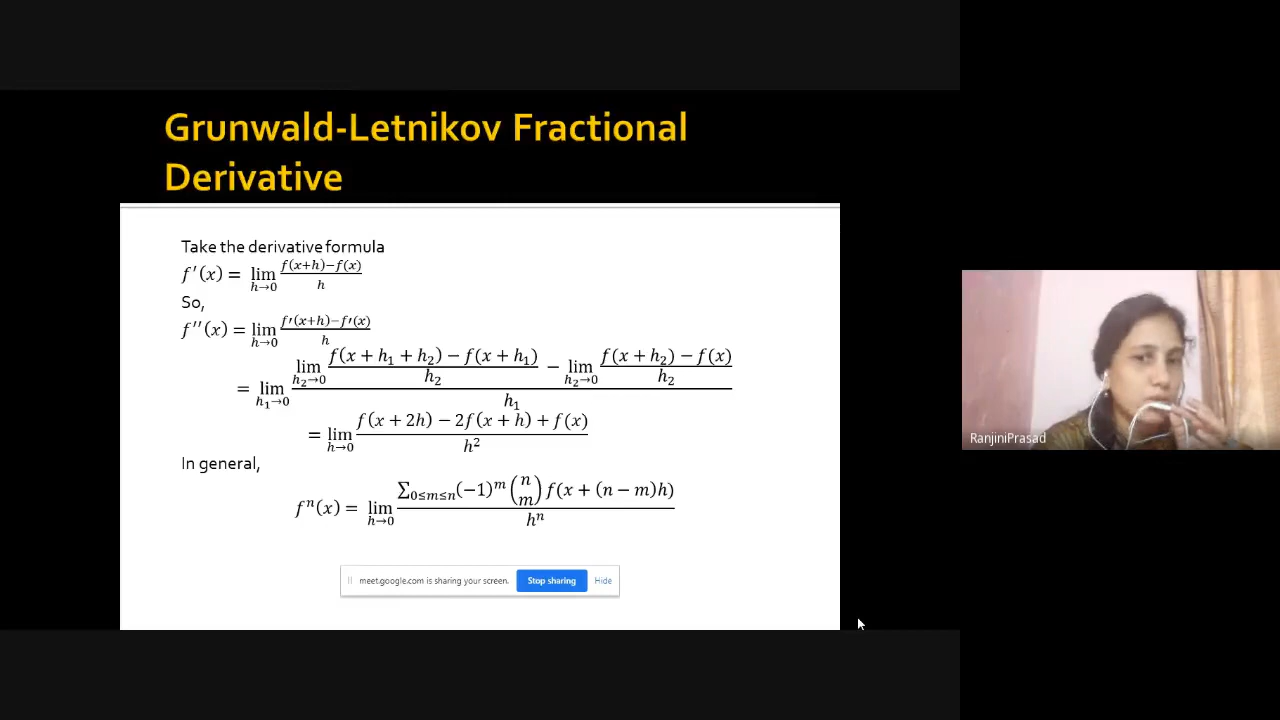 Grunwald-Letnikov Fractional
Derivative
Take the derivative formula
f′(x) = lim_{h→0} (f(x+h)−f(x))/h
So,
f′′(x) = lim_{h→0} (f′(x+h)−f′(x))/h
= lim_{h₁→0} (lim_{h₂→0} (f(x + h₁ + h₂) − f(x + h₁))/h₂ − lim_{h₂→0} (f(x + h₂) − f(x))/h₂)/h₁
= lim_{h→0} (f(x + 2h) − 2f(x + h) + f(x))/h²
In general,
fⁿ(x) = lim_{h→0} (∑_{0≤m≤n}(−1)^m (n m) f(x + (n − m)h))/hⁿ
meet.google.com is sharing your screen. Stop sharing Hide
RanjiniPrasad